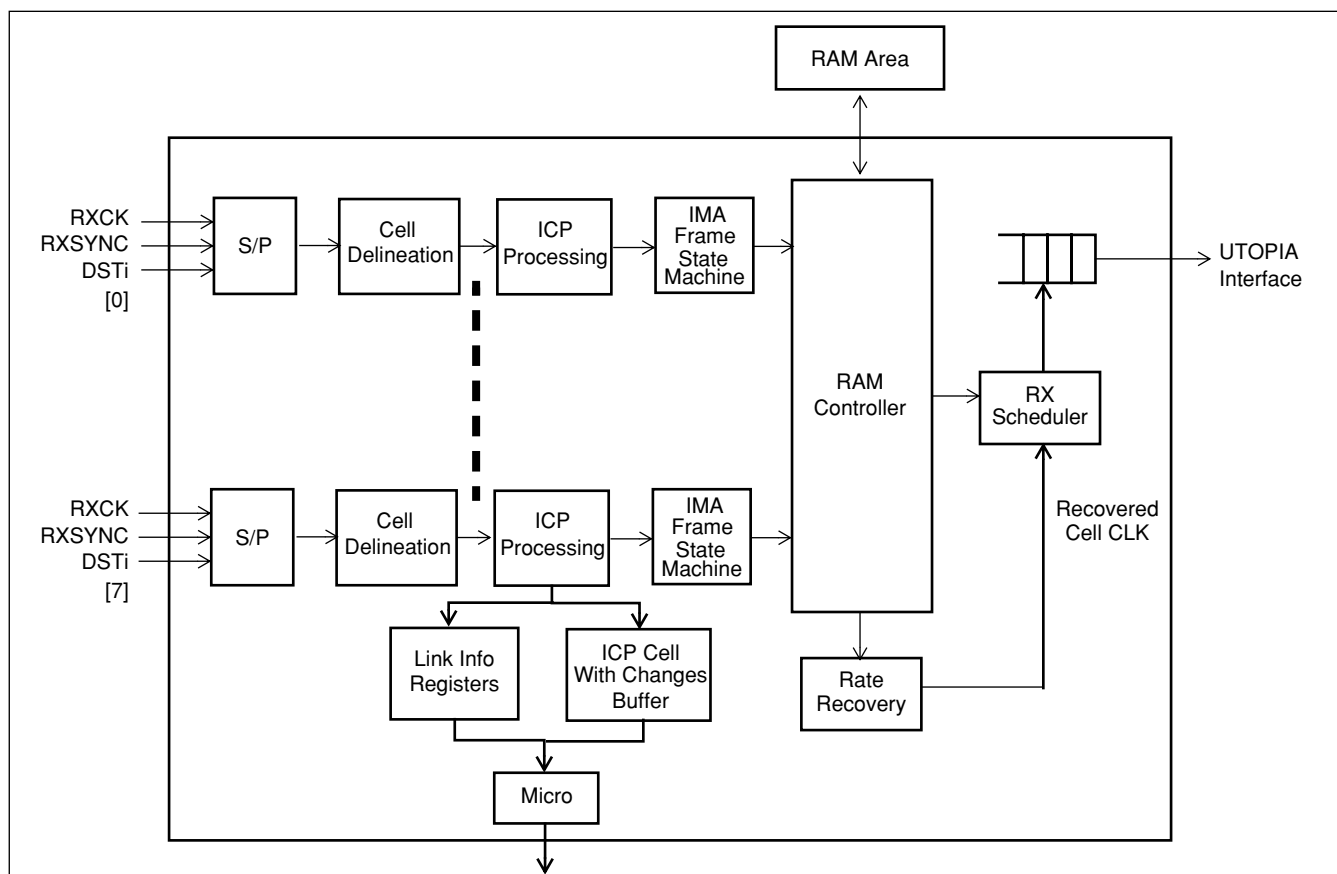 RAM Area
RXCK
RXSYNC
DSTi
[0]
S/P
Cell
Delineation
ICP
Processing
IMA
Frame
State
Machine
RAM
Controller
UTOPIA
Interface
RX
Scheduler
RXCK
RXSYNC
DSTi
[7]
S/P
Cell
Delineation
ICP
Processing
IMA
Frame
State
Machine
Recovered
Cell CLK
Link Info
Registers
ICP Cell
With Changes
Buffer
Rate
Recovery
Micro